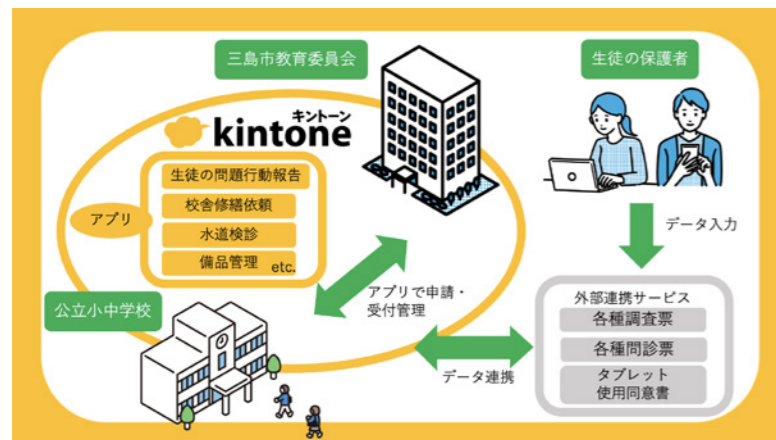 三島市教育委員会
生徒の保護者
キントーン
kintone
生徒の問題行動報告
校舎修繕依頼
水道検診
備品管理
etc.
アプリ
データ入力
公立小中学校
アプリで申請・
受付管理
外部連携サービス
各種調査票
各種問診票
タブレット
使用同意書
データ連携